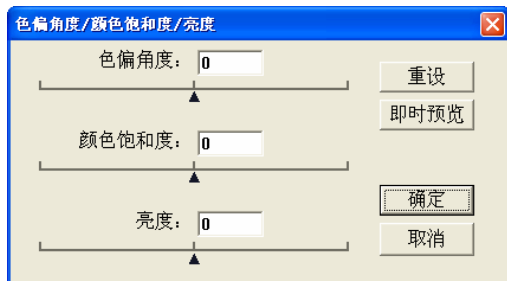 色偏角度/颜色饱和度/亮度
色偏角度： 0
重设
即时预览
颜色饱和度： 0
确定
亮度： 0
取消